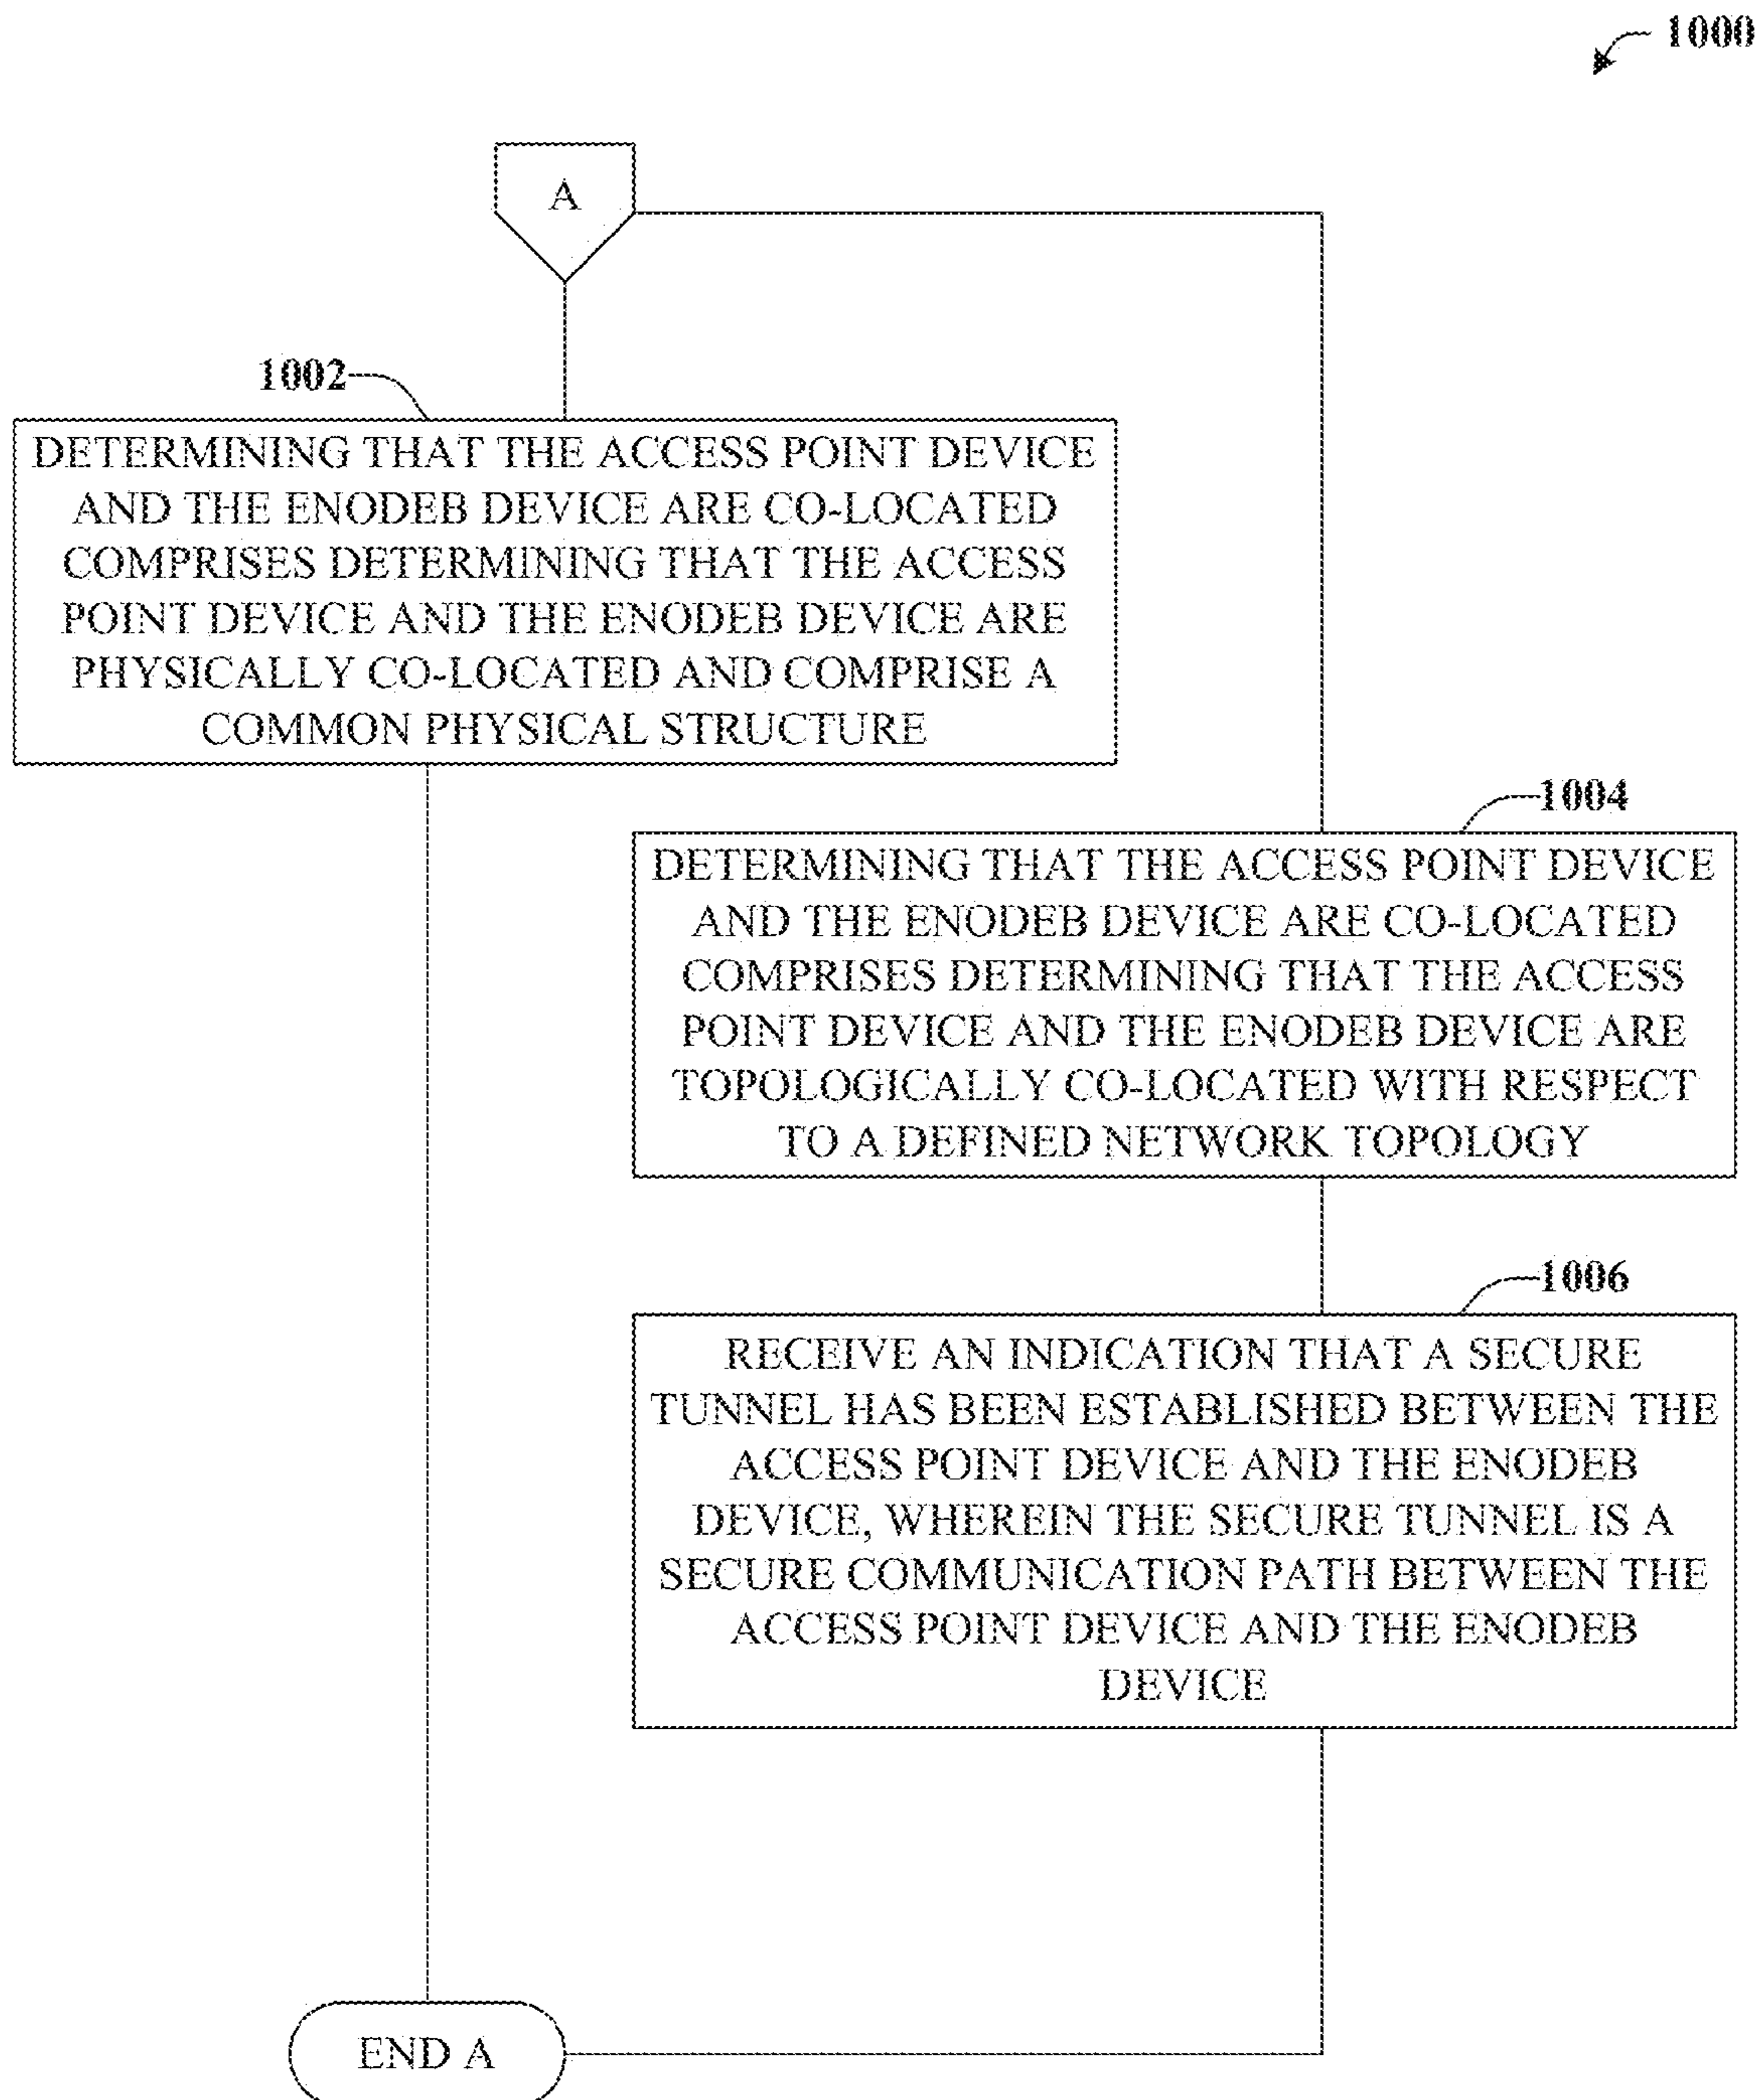 1000
A
1002
DETERMINING THAT THE ACCESS POINT DEVICE
AND THE ENODEB DEVICE ARE CO-LOCATED
COMPRISES DETERMINING THAT THE ACCESS
POINT DEVICE AND THE ENODEB DEVICE ARE
PHYSICALLY CO-LOCATED AND COMPRISE A
COMMON PHYSICAL STRUCTURE
1004
DETERMINING THAT THE ACCESS POINT DEVICE
AND THE ENODEB DEVICE ARE CO-LOCATED
COMPRISES DETERMINING THAT THE ACCESS
POINT DEVICE AND THE ENODEB DEVICE ARE
TOPOLOGICALLY CO-LOCATED WITH RESPECT
TO A DEFINED NETWORK TOPOLOGY
1006
RECEIVE AN INDICATION THAT A SECURE
TUNNEL HAS BEEN ESTABLISHED BETWEEN THE
ACCESS POINT DEVICE AND THE ENODEB
DEVICE, WHEREIN THE SECURE TUNNEL IS A
SECURE COMMUNICATION PATH BETWEEN THE
ACCESS POINT DEVICE AND THE ENODEB
DEVICE
END A